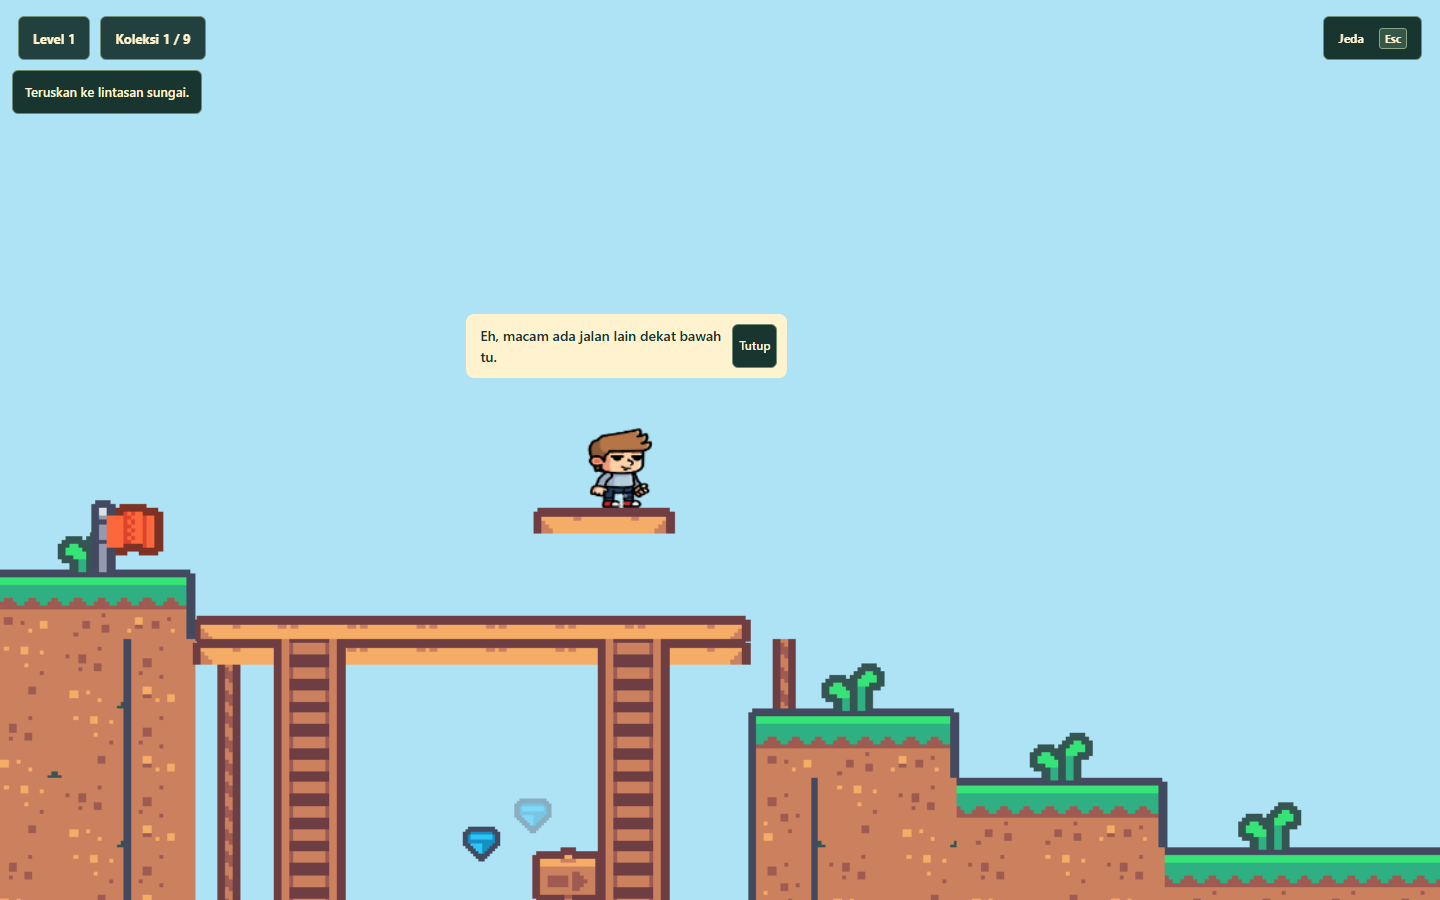 Level 1
Koleksi 1 / 9
Jeda Esc
Teruskan ke lintasan sungai.
Eh, macam ada jalan lain dekat bawah
tu.
Tutup